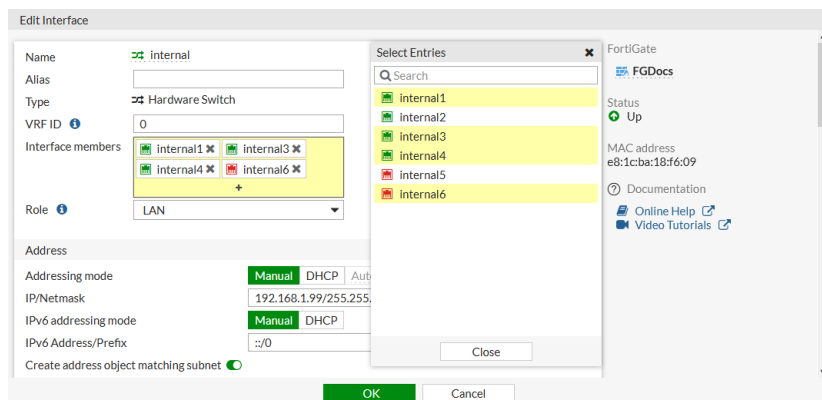 Edit Interface
Name internal
Alias
Type Hardware Switch
VRF ID 0
Interface members internal1 internal3
internal4 internal6
+
Role LAN
Address
Addressing mode Manual DHCP
IP/Netmask 192.168.1.99/255.255.
IPv6 addressing mode Manual DHCP
IPv6 Address/Prefix ::/0
Create address object matching subnet
Select Entries
Search
internal1
internal2
internal3
internal4
internal5
internal6
Close
FortiGate
FGDocs
Status
Up
MAC address
e8:1c:ba:18:f6:09
Documentation
Online Help
Video Tutorials
OK Cancel